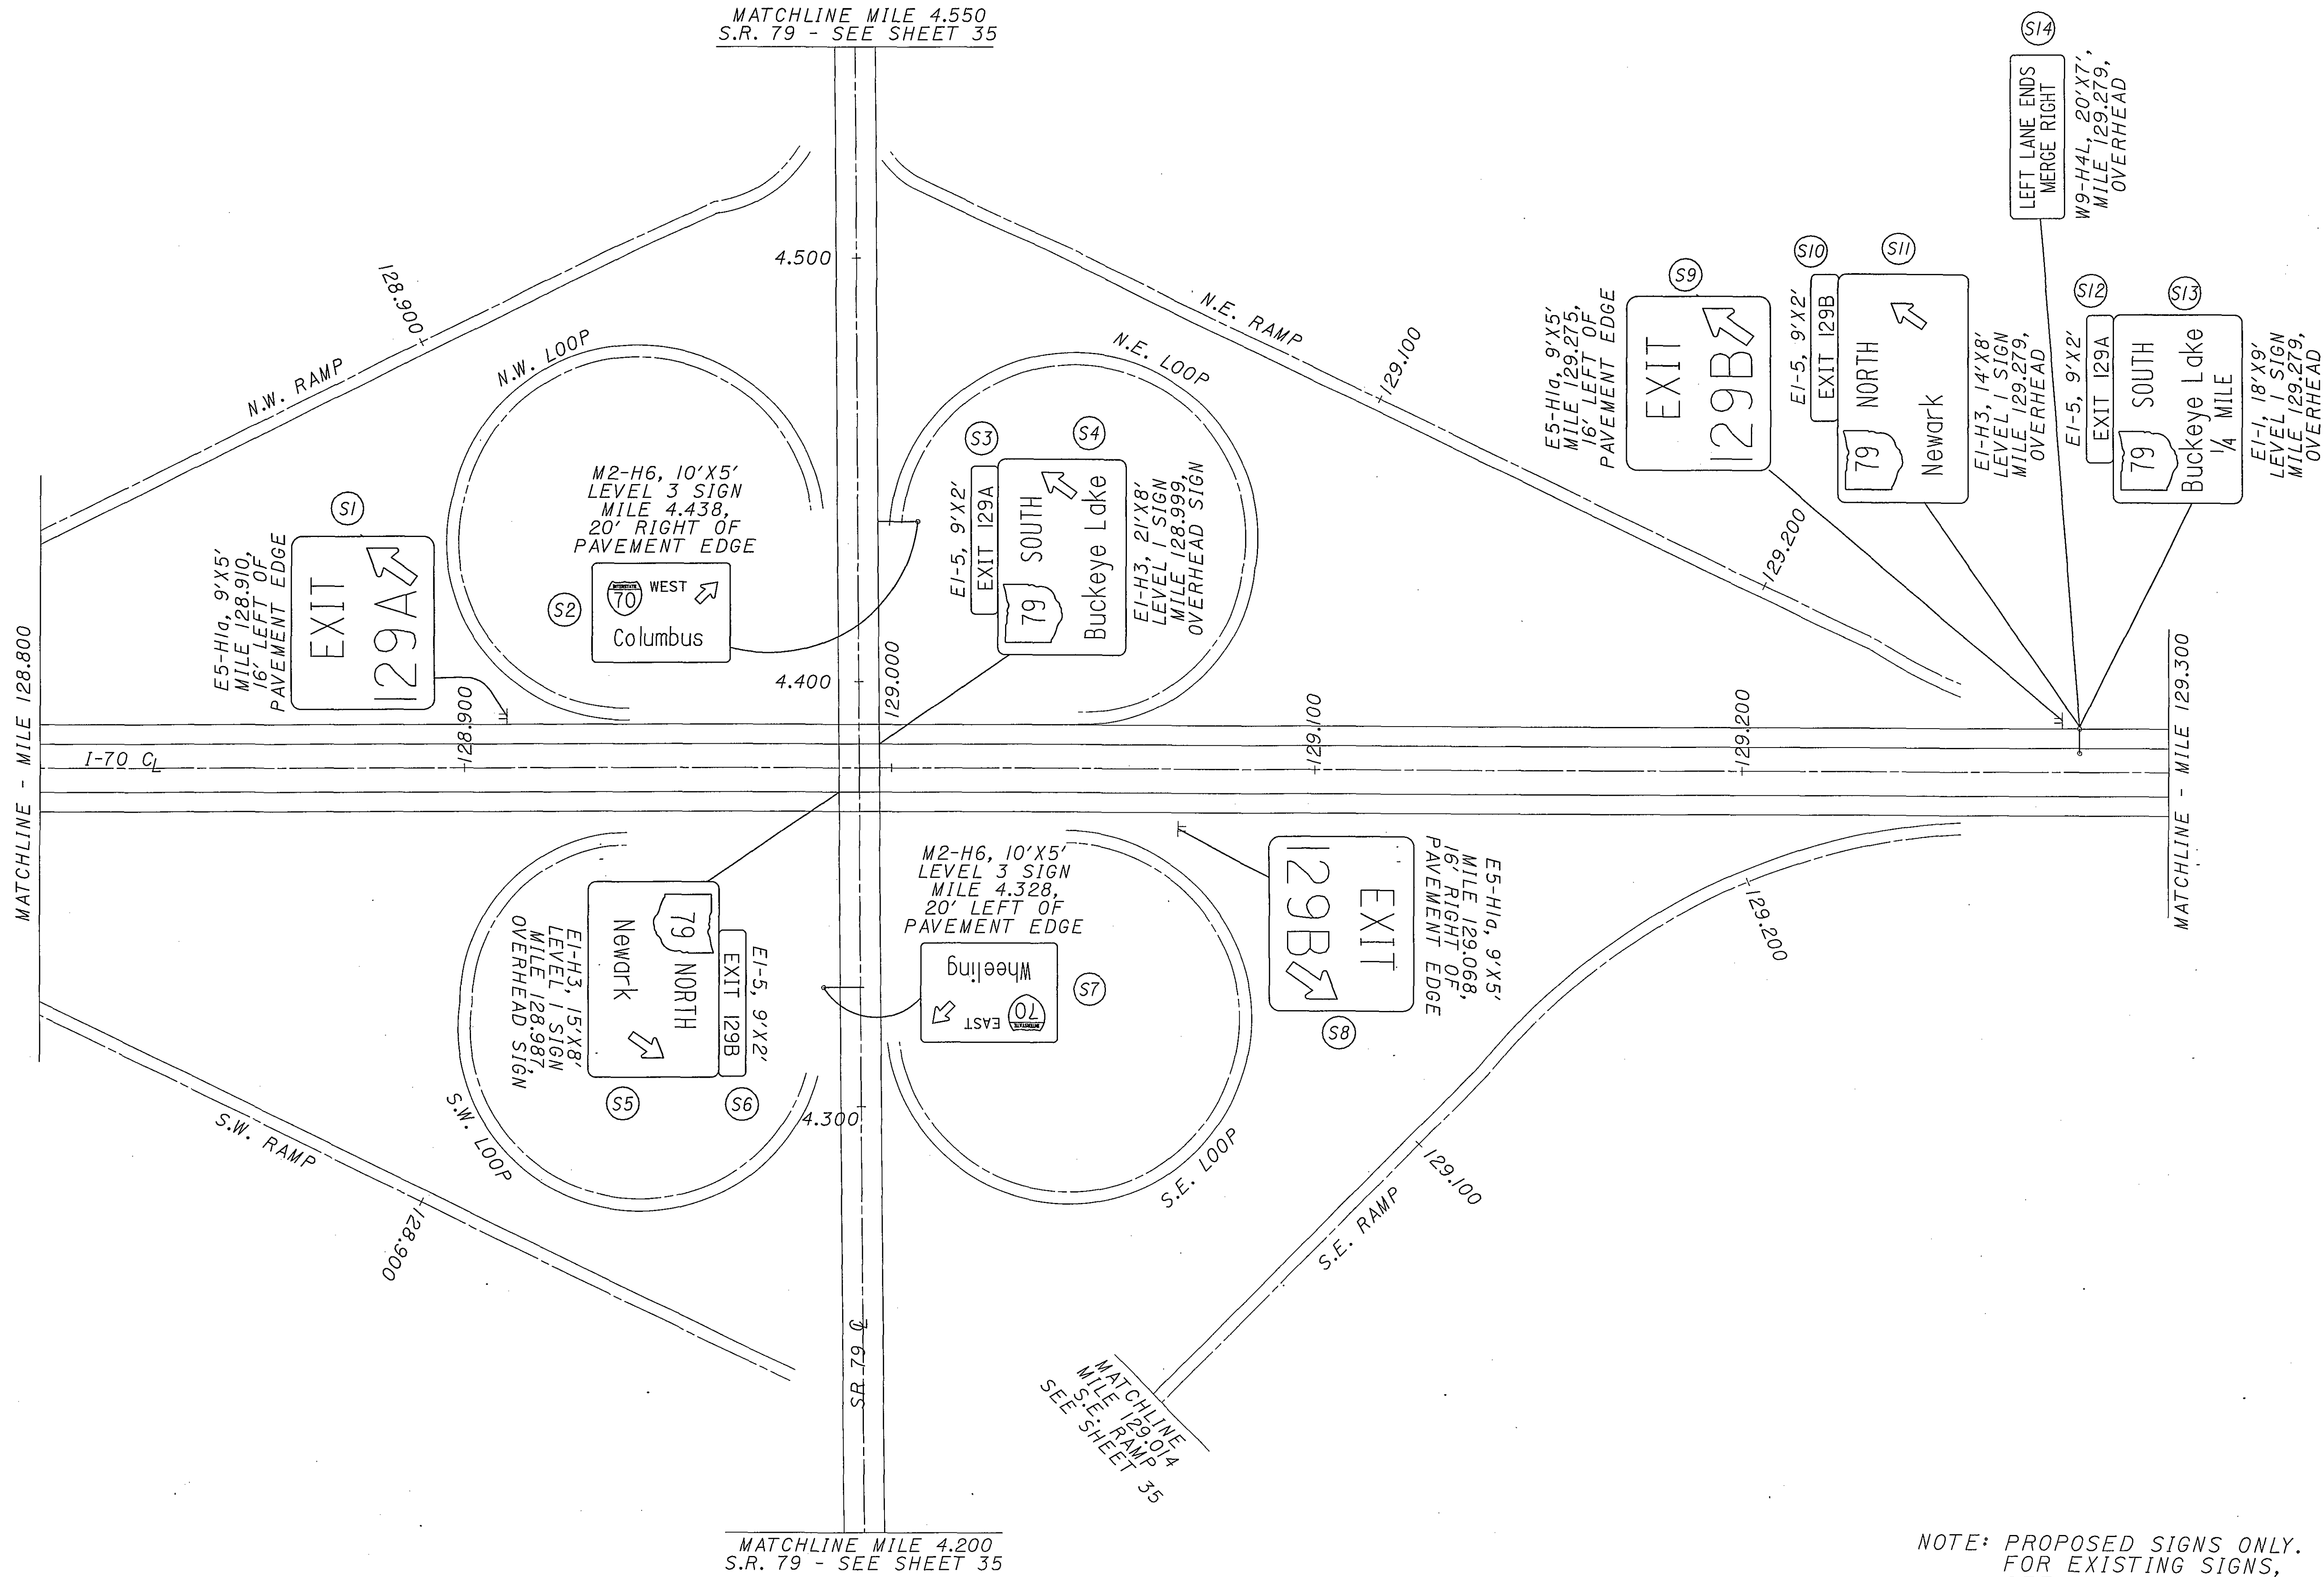 MATCHLINE MILE 4.550
S.R. 79 - SEE SHEET 35
S14
LEFT LANE ENDS
MERGE RIGHT
W9-H4L, 20'X7',
MILE 129.279,
OVERHEAD
4.500
128.900
N.W. RAMP
N.W. LOOP
N.E. RAMP
129.100
N.E. LOOP
129.200
S1
E5-H1a, 9'X5'
MILE 128.910,
16' LEFT OF
PAVEMENT EDGE
EXIT
129A
M2-H6, 10'X5'
LEVEL 3 SIGN
MILE 4.438,
20' RIGHT OF
PAVEMENT EDGE
S2
INTERSTATE
70 WEST
Columbus
S3
E1-5, 9'X2'
EXIT 129A
S4
79 SOUTH
Buckeye Lake
E1-H3, 21'X8'
LEVEL 1 SIGN
MILE 128.999,
OVERHEAD SIGN
S9
E5-H1a, 9'X5'
MILE 129.275,
16' LEFT OF
PAVEMENT EDGE
EXIT
129B
S10
E1-5, 9'X2'
EXIT 129B
S11
79 NORTH
Newark
E1-H3, 14'X8'
LEVEL 1 SIGN
MILE 129.279,
OVERHEAD
S12
E1-5, 9'X2'
EXIT 129A
S13
79 SOUTH
Buckeye Lake
1/4 MILE
E1-1, 18'X9'
LEVEL 1 SIGN
MILE 129.279,
OVERHEAD
4.400
129.000
MATCHLINE - MILE 128.800
I-70 CL
128.900
129.100
129.200
MATCHLINE - MILE 129.300
E1-5, 9'X2'
EXIT 129B
79 NORTH
Newark
E1-H3, 15'X8'
LEVEL 1 SIGN
MILE 128.987,
OVERHEAD SIGN
S5
S6
M2-H6, 10'X5'
LEVEL 3 SIGN
MILE 4.328,
20' LEFT OF
PAVEMENT EDGE
S7
INTERSTATE
70 EAST
Wheeling
E5-H1a, 9'X5'
MILE 129.068,
16' RIGHT OF
PAVEMENT EDGE
EXIT
129B
S8
4.300
S.W. RAMP
S.W. LOOP
128.900
S.E. LOOP
S.E. RAMP
129.100
129.200
SR 79 CL
MATCHLINE
MILE 129.014
S.E. RAMP
SEE SHEET 35
MATCHLINE MILE 4.200
S.R. 79 - SEE SHEET 35
NOTE: PROPOSED SIGNS ONLY.
FOR EXISTING SIGNS,